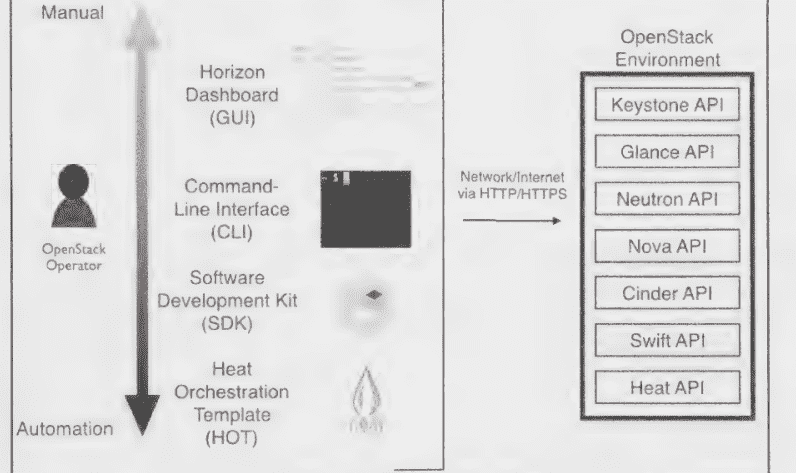 Manual
Horizon
Dashboard
(GUI)
Command-
Line Interface
(CLI)
~ $
OpenStack
Operator
Software
Development Kit
(SDK)
Heat
Orchestration
Template
(HOT)
Automation
Network/Internet
via HTTP/HTTPS
OpenStack
Environment
Keystone API
Glance API
Neutron API
Nova API
Cinder API
Swift API
Heat API